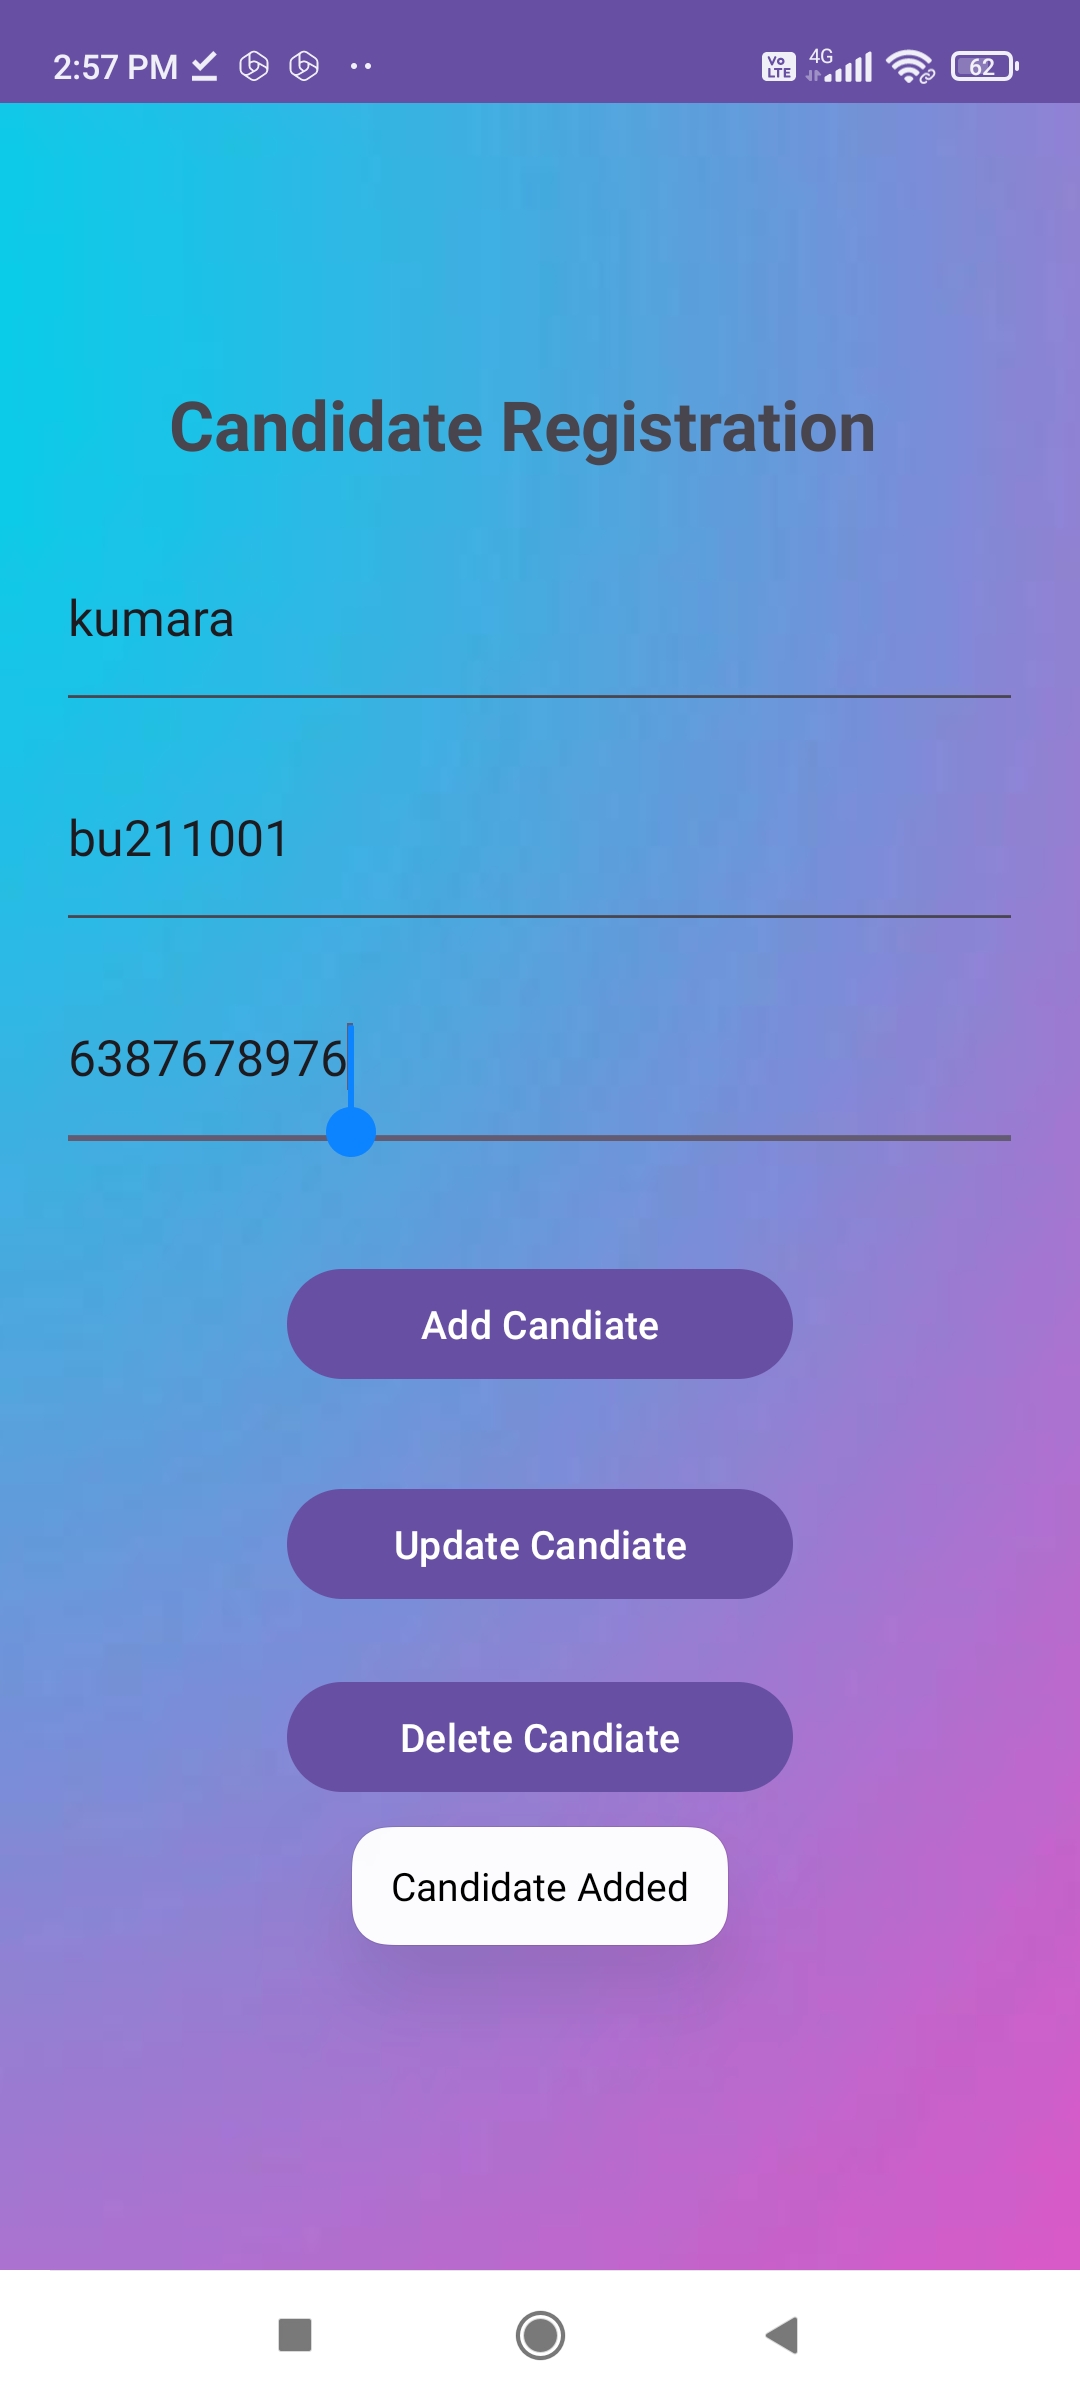 2:57 PM
Vo LTE 4G 62
Candidate Registration
kumara
bu211001
6387678976
Add Candiate
Update Candiate
Delete Candiate
Candidate Added